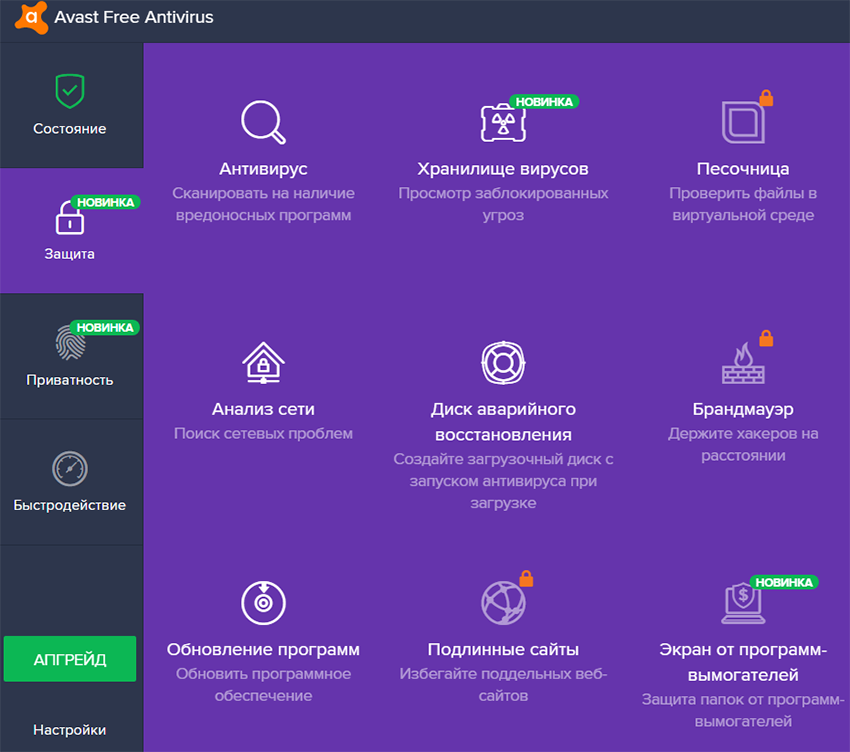 Avast Free Antivirus
Состояние
НОВИНКА
Защита
НОВИНКА
Приватность
Быстродействие
АПГРЕЙД
Настройки
Антивирус
Сканировать на наличие
вредоносных программ
НОВИНКА
Хранилище вирусов
Просмотр заблокированных
угроз
Песочница
Проверить файлы в
виртуальной среде
Анализ сети
Поиск сетевых проблем
Диск аварийного
восстановления
Создайте загрузочный диск с
запуском антивируса при
загрузке
Брандмауэр
Держите хакеров на
расстоянии
Обновление программ
Обновить программное
обеспечение
Подлинные сайты
Избегайте поддельных веб-
сайтов
НОВИНКА
Экран от программ-
вымогателей
Защита папок от программ-
вымогателей